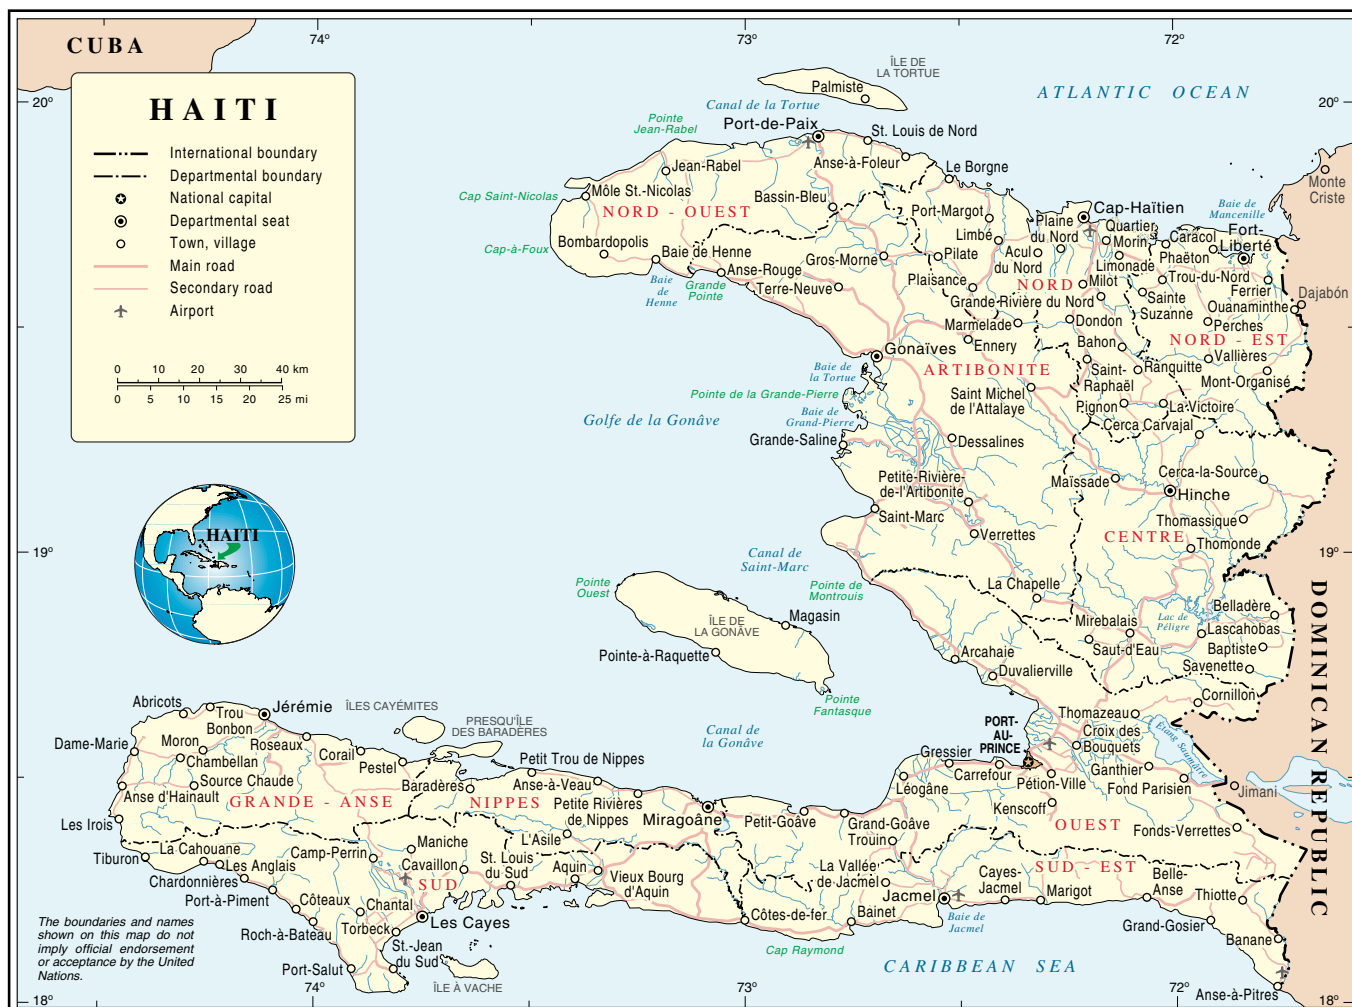 CUBA
74°
73°
72°
20°
20°
HAITI
International boundary
Departmental boundary
National capital
Departmental seat
Town, village
Main road
Secondary road
Airport
0 10 20 30 40 km
0 5 10 15 20 25 mi
HAITI
ÎLE DE
LA TORTUE
Palmiste
ATLANTIC OCEAN
Canal de la Tortue
Port-de-Paix
St. Louis de Nord
Pointe
Jean-Rabel
Jean-Rabel
Anse-à-Foleur
Le Borgne
Monte
Criste
Cap Saint-Nicolas
Môle St.-Nicolas
NORD - OUEST
Bassin-Bleu
Port-Margot
Plaine
du Nord
Cap-Haïtien
Quartier
Morin
Baie de
Mancenille
Fort-
Liberté
Caracol
Cap-à-Foux
Bombardopolis
Baie de Henne
Limbé
Acul
du Nord
Limonade
Phaëton
Baie
de
Henne
Grande
Pointe
Anse-Rouge
Gros-Morne
Pilate
Terre-Neuve
Plaisance
NORD
Milot
Trou-du-Nord
Ferrier
Dajabón
Grande-Rivière du Nord
Sainte
Suzanne
Ouanaminthe
Marmelade
Dondon
Perches
Gonaïves
Ennery
Bahon
NORD - EST
Baie de
la Tortue
ARTIBONITE
Saint-
Raphaël
Ranquitte
Vallières
Mont-Organisé
Pointe de la Grande-Pierre
Saint Michel
de l'Attalaye
Pignon
La Victoire
Golfe de la Gonâve
Baie de
Grand-Pierre
Cerca Carvajal
Grande-Saline
Dessalines
Petite-Rivière-
de-l'Artibonite
Maïssade
Cerca-la-Source
Hinche
Saint-Marc
Thomassique
Verrettes
CENTRE
Thomonde
19°
19°
Canal de
Saint-Marc
Pointe
Ouest
Pointe de
Montrouis
La Chapelle
Magasin
ÎLE DE
LA GONÂVE
Lac de
Péligre
Belladère
Mirebalais
Lascahobas
Saut-d'Eau
Baptiste
Savenette
Pointe-à-Raquette
Arcahaie
Duvalierville
Pointe
Fantasque
Cornillon
DOMINICAN REPUBLIC
Abricots
Trou
Bonbon
Jérémie
ÎLES CAYÉMITES
PRESQU'ÎLE
DES BARADÈRES
Canal de
la Gonâve
PORT-
AU-
PRINCE
Thomazeau
Croix des
Bouquets
Étang Saumâtre
Dame-Marie
Moron
Roseaux
Corail
Chambellan
Pestel
Petit Trou de Nippes
Gressier
Carrefour
Pétion-Ville
Ganthier
Fond Parisien
Jimani
Source Chaude
Anse d'Hainault
Baradères
Anse-à-Veau
Léogâne
Kenscoff
GRANDE - ANSE
NIPPES
Petite Rivières
de Nippes
Miragoâne
Petit-Goâve
Grand-Goâve
Trouin
OUEST
Fonds-Verrettes
Les Irois
Tiburon
La Cahouane
Les Anglais
Camp-Perrin
Maniche
L'Asile
Cavaillon
St. Louis
du Sud
Aquin
Vieux Bourg
d'Aquin
La Vallée
de Jacmel
SUD - EST
Cayes-
Jacmel
Marigot
Belle-
Anse
Thiotte
Chardonnières
Port-à-Piment
SUD
Côteaux
Chantal
Les Cayes
Jacmel
Côtes-de-fer
Bainet
Baie de
Jacmel
Grand-Gosier
Roch-à-Bateau
Torbeck
St.-Jean
du Sud
Banane
Port-Salut
ÎLE À VACHE
Cap Raymond
CARIBBEAN SEA
Anse-à-Pitres
The boundaries and names
shown on this map do not
imply official endorsement
or acceptance by the United
Nations.
18°
74°
73°
72°
18°